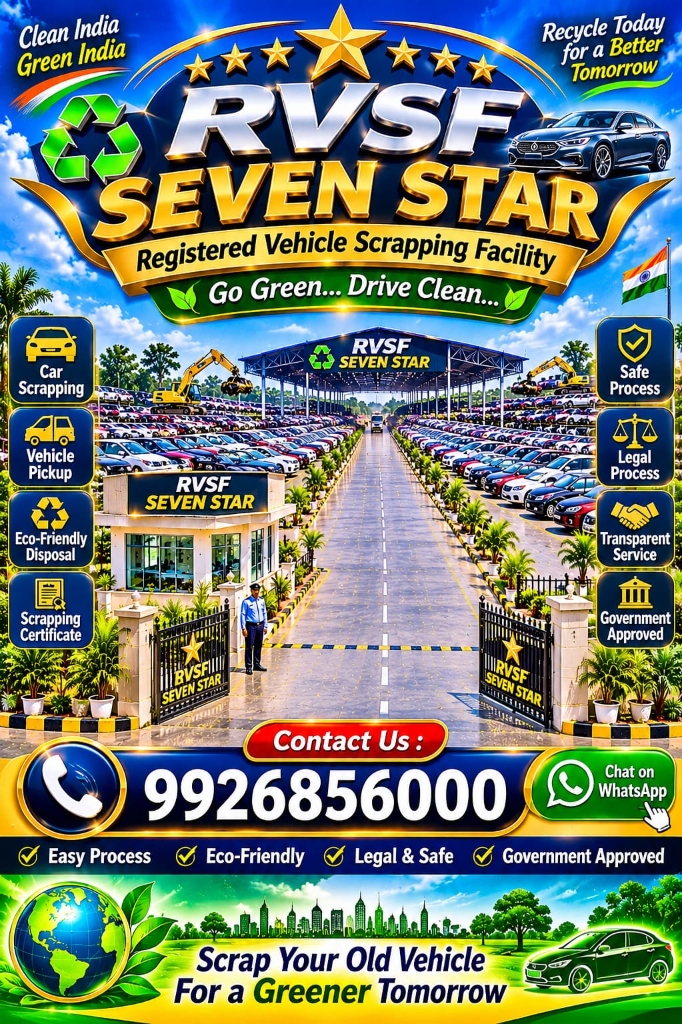 Clean India
Green India
Recycle Today
for a Better
Tomorrow
RVSF
SEVEN STAR
Registered Vehicle Scrapping Facility
Go Green... Drive Clean...
Car
Scrapping
Vehicle
Pickup
Eco-Friendly
Disposal
Scrapping
Certificate
RVSF
SEVEN STAR
RVSF
SEVEN STAR
RVSF
SEVEN STAR
RVSF
SEVEN STAR
Safe
Process
Legal
Process
Transparent
Service
Government
Approved
Contact Us :
9926856000
Chat on
WhatsApp
Easy Process
Eco-Friendly
Legal & Safe
Government Approved
Scrap Your Old Vehicle
For a Greener Tomorrow